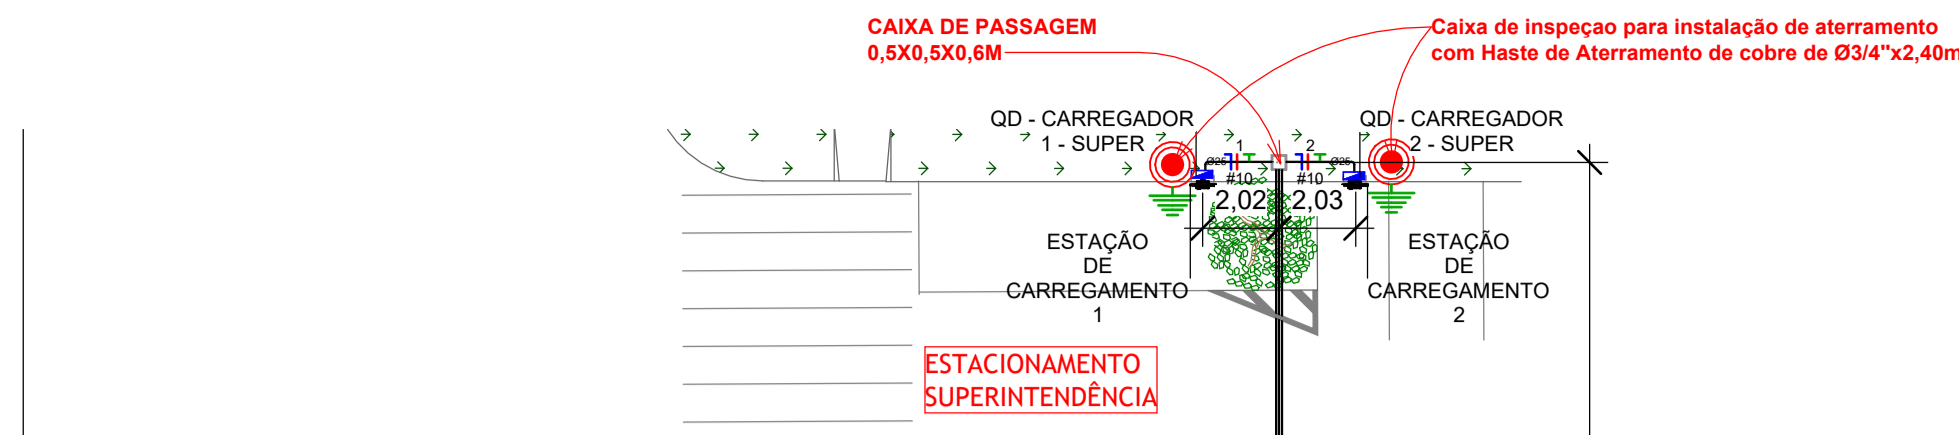 CAIXA DE PASSAGEM
0,5X0,5X0,6M
Caixa de inspeçao para instalação de aterramento
com Haste de Aterramento de cobre de Ø3/4"x2,40m
QD - CARREGADOR
1 - SUPER
QD - CARREGADOR
2 - SUPER
1
2
Ø25
Ø25
#10
#10
2,02
2,03
ESTAÇÃO
DE
CARREGAMENTO
1
ESTAÇÃO
DE
CARREGAMENTO
2
ESTACIONAMENTO
SUPERINTENDÊNCIA